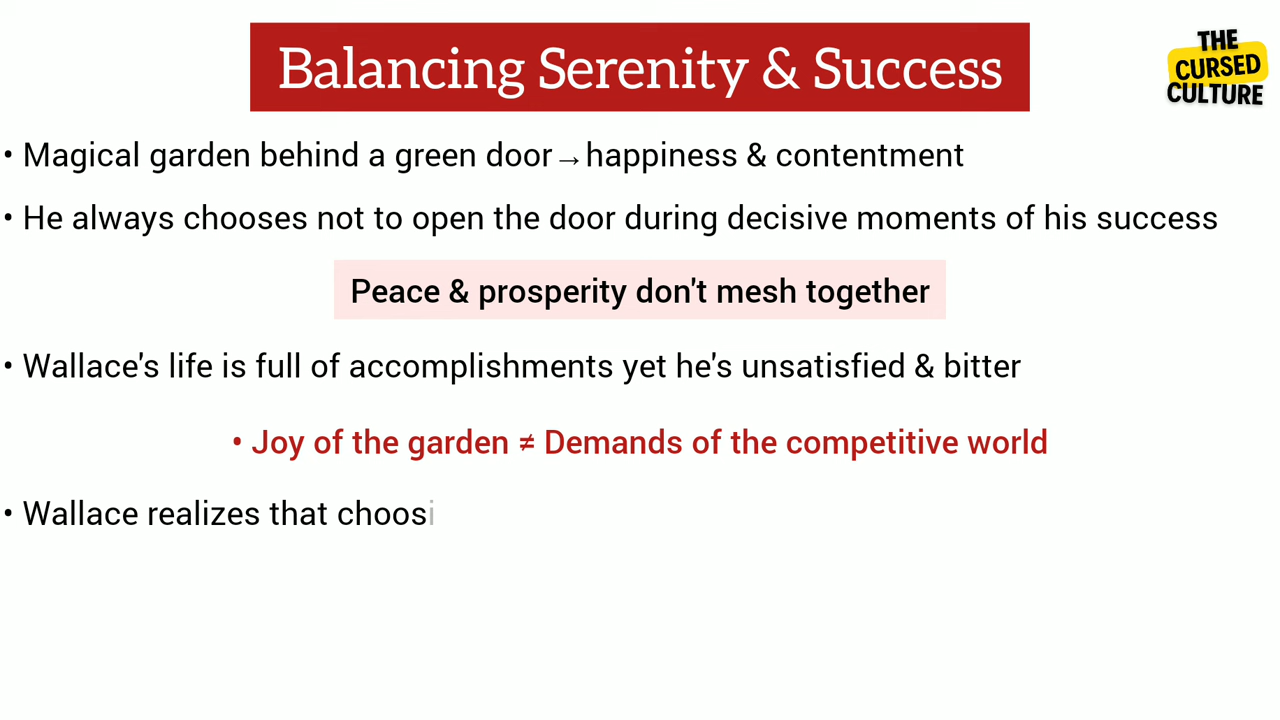 Balancing Serenity & Success
THE
CURSED
CULTURE
• Magical garden behind a green door→happiness & contentment
• He always chooses not to open the door during decisive moments of his success
Peace & prosperity don't mesh together
• Wallace's life is full of accomplishments yet he's unsatisfied & bitter
• Joy of the garden ≠ Demands of the competitive world
• Wallace realizes that choosi